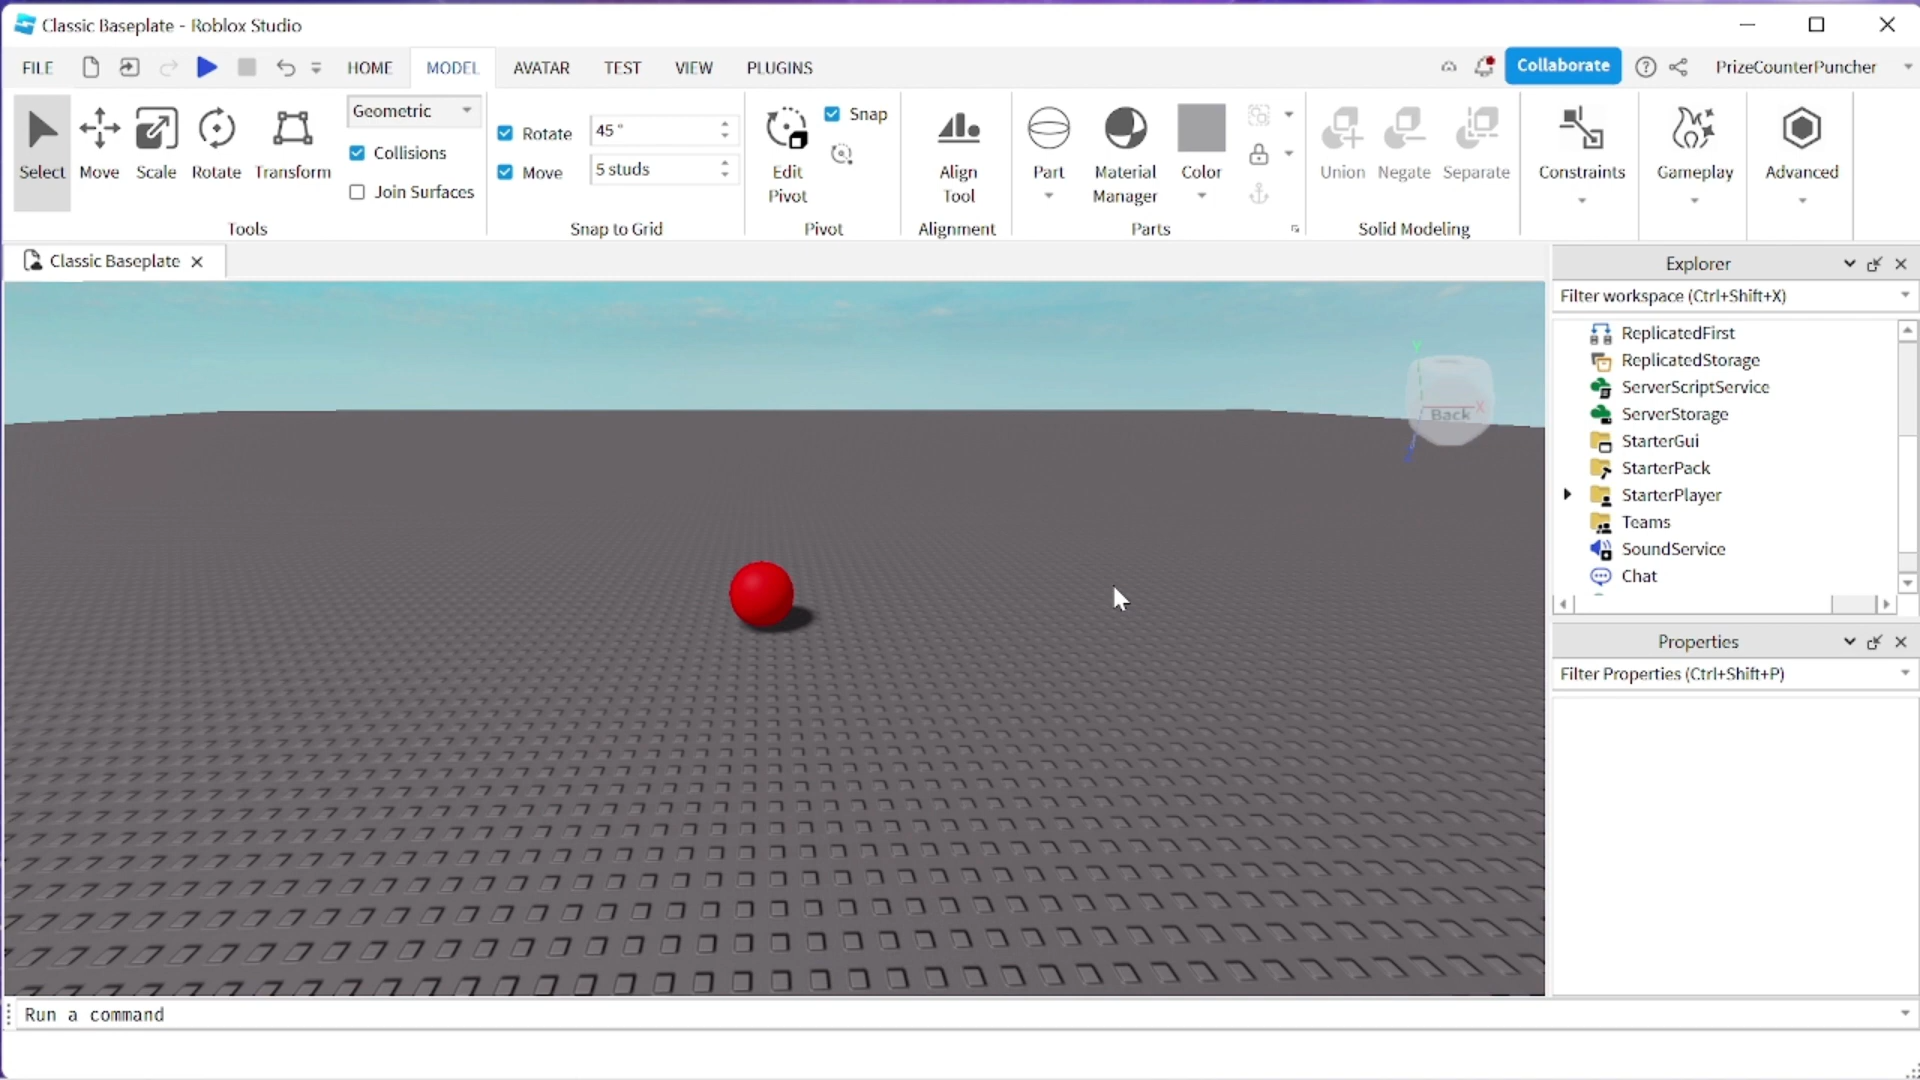 Classic Baseplate - Roblox Studio
FILE HOME MODEL AVATAR TEST VIEW PLUGINS Collaborate PrizeCounterPuncher
Select Move Scale Rotate Transform
Geometric
Collisions
Join Surfaces
Tools
Rotate 45 °
Move 5 studs
Snap to Grid
Edit Pivot
Snap
Pivot
Align Tool
Alignment
Part
Material Manager
Color
Parts
Union Negate Separate
Solid Modeling
Constraints
Gameplay
Advanced
Classic Baseplate
Y
X
Back
Explorer
Filter workspace (Ctrl+Shift+X)
ReplicatedFirst
ReplicatedStorage
ServerScriptService
ServerStorage
StarterGui
StarterPack
StarterPlayer
Teams
SoundService
Chat
Properties
Filter Properties (Ctrl+Shift+P)
Run a command